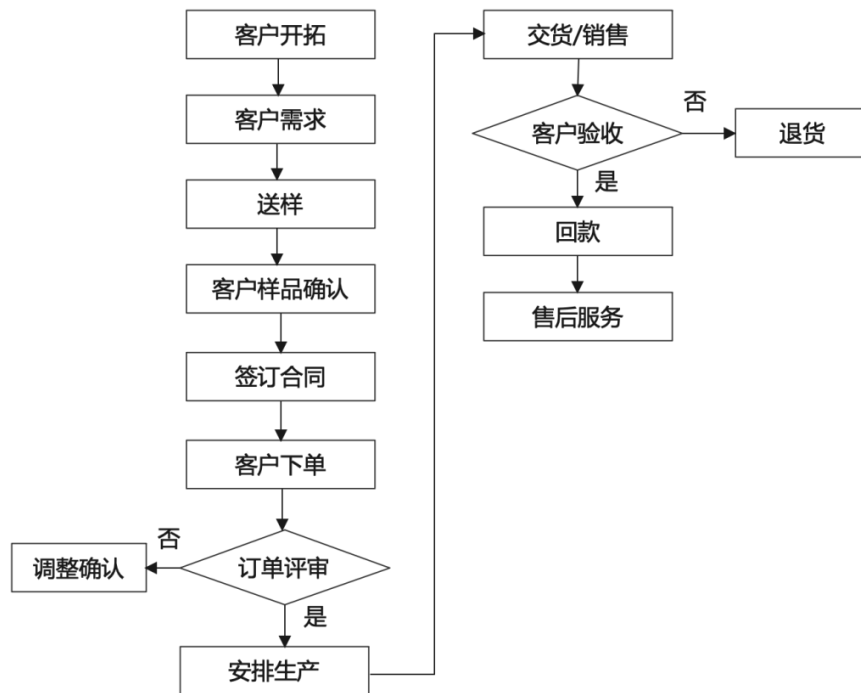 客户开拓
客户需求
送样
客户样品确认
签订合同
客户下单
订单评审
否
调整确认
是
安排生产
交货/销售
客户验收
否
退货
是
回款
售后服务